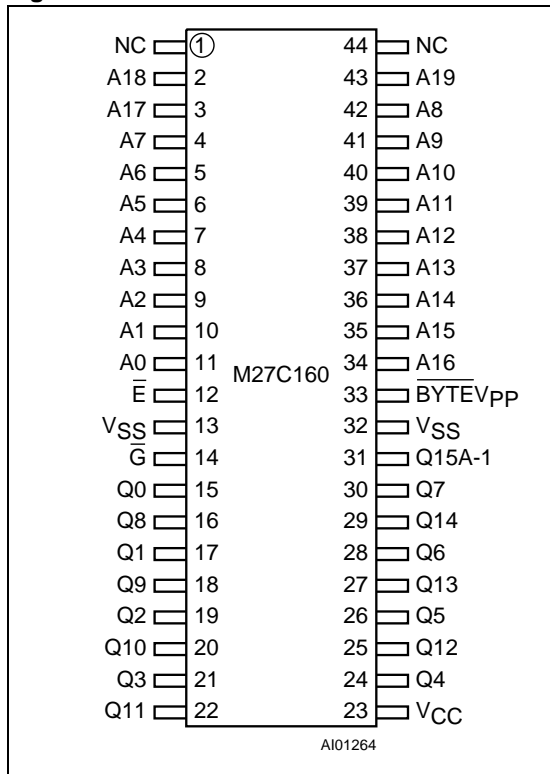 NC 1 44 NC
A18 2 43 A19
A17 3 42 A8
A7 4 41 A9
A6 5 40 A10
A5 6 39 A11
A4 7 38 A12
A3 8 37 A13
A2 9 36 A14
A1 10 35 A15
A0 11 34 A16
M27C160
E̅ 12 33 B̅Y̅T̅E̅VPP
VSS 13 32 VSS
G̅ 14 31 Q15A-1
Q0 15 30 Q7
Q8 16 29 Q14
Q1 17 28 Q6
Q9 18 27 Q13
Q2 19 26 Q5
Q10 20 25 Q12
Q3 21 24 Q4
Q11 22 23 VCC
AI01264